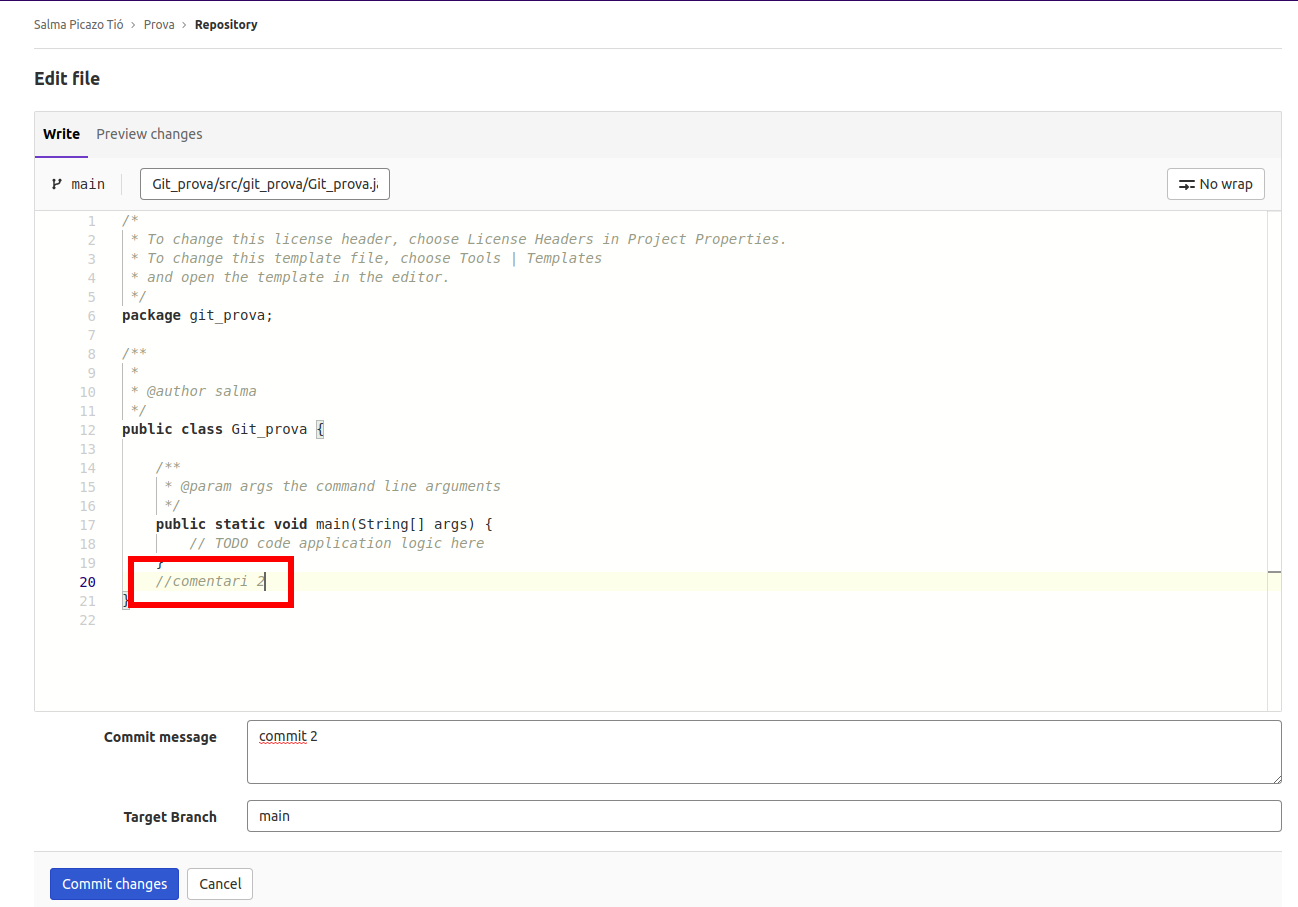 Salma Picazo Tió › Prova › Repository
Edit file
Write Preview changes
main Git_prova/src/git_prova/Git_prova.j No wrap
1 /*
2 * To change this license header, choose License Headers in Project Properties.
3 * To change this template file, choose Tools | Templates
4 * and open the template in the editor.
5 */
6 package git_prova;
7
8 /**
9 *
10 * @author salma
11 */
12 public class Git_prova {
13
14 /**
15 * @param args the command line arguments
16 */
17 public static void main(String[] args) {
18 // TODO code application logic here
19 }
20 //comentari 2
21 }
22
Commit message commit 2
Target Branch main
Commit changes Cancel